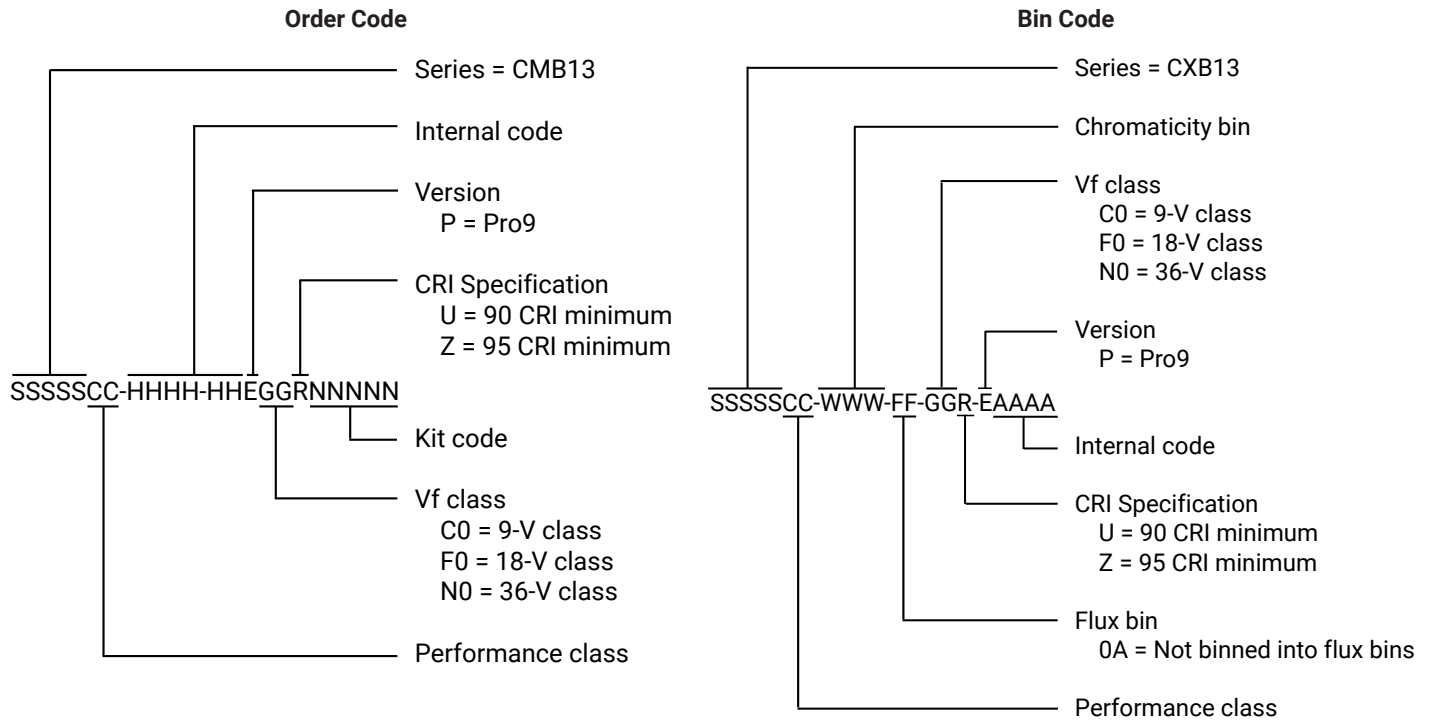 Order Code
Series = CMB13
Internal code
Version
P = Pro9
CRI Specification
U = 90 CRI minimum
Z = 95 CRI minimum
SSSSSCC-HHHH-HHEGGRNNNNN
Kit code
Vf class
C0 = 9-V class
F0 = 18-V class
N0 = 36-V class
Performance class
Bin Code
Series = CXB13
Chromaticity bin
Vf class
C0 = 9-V class
F0 = 18-V class
N0 = 36-V class
Version
P = Pro9
SSSSSCC-WWW-FF-GGR-EAAAA
Internal code
CRI Specification
U = 90 CRI minimum
Z = 95 CRI minimum
Flux bin
0A = Not binned into flux bins
Performance class